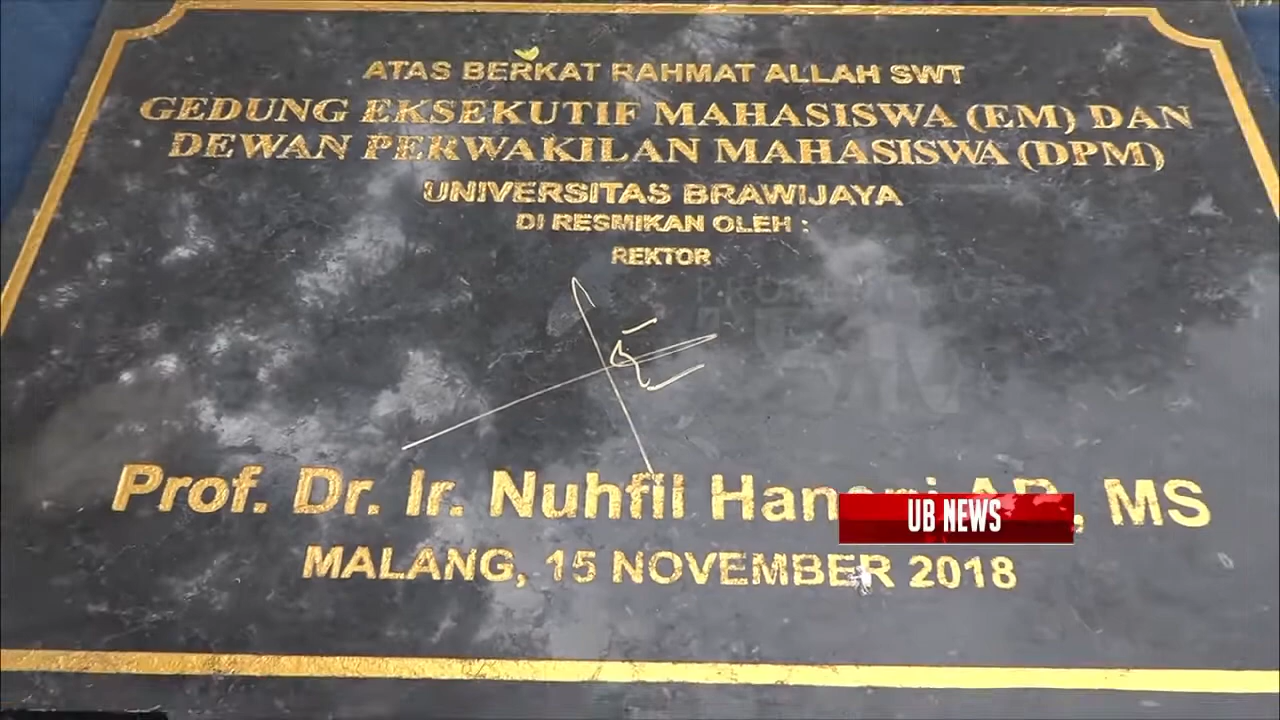 ATAS BERKAT RAHMAT ALLAH SWT
GEDUNG EKSEKUTIF MAHASISWA (EM) DAN
DEWAN PERWAKILAN MAHASISWA (DPM)
UNIVERSITAS BRAWIJAYA
DI RESMIKAN OLEH :
REKTOR
Prof. Dr. Ir. Nuhfil , MS
UB NEWS
MALANG, 15 NOVEMBER 2018